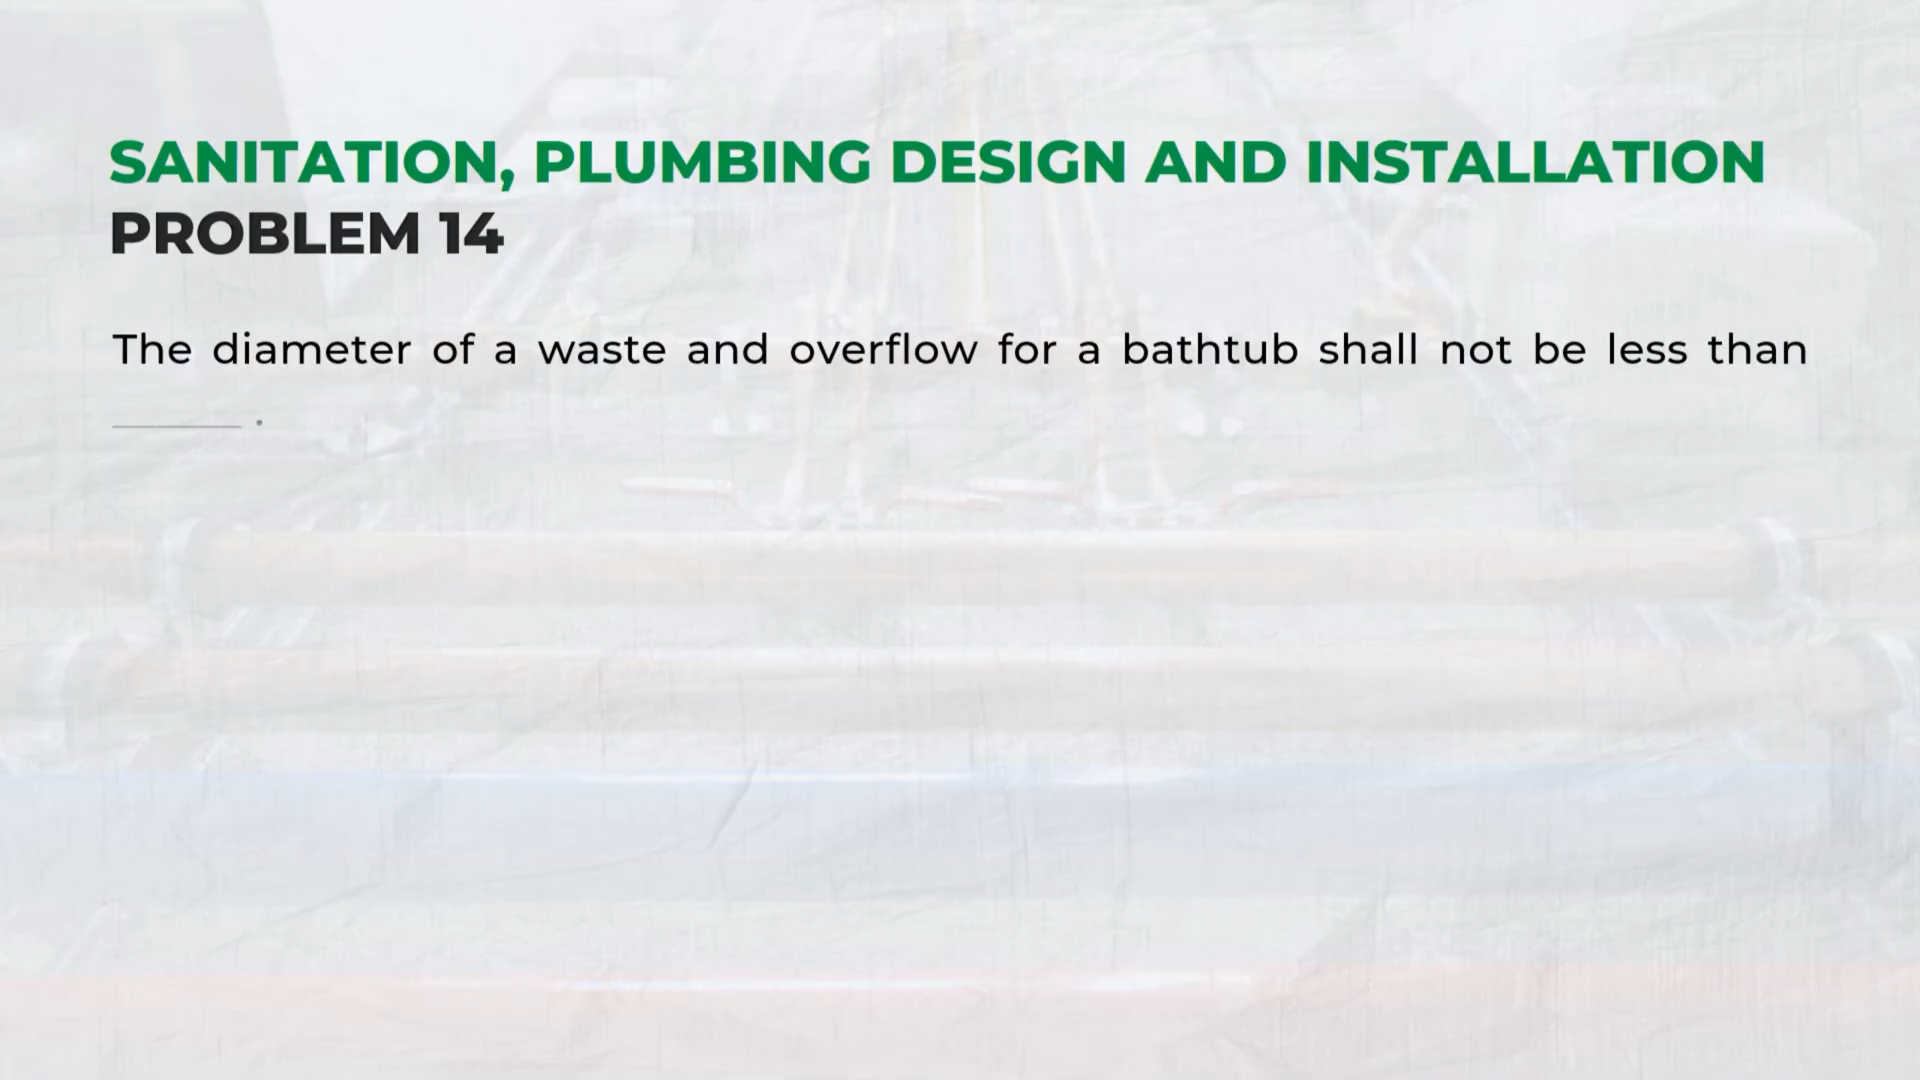 SANITATION, PLUMBING DESIGN AND INSTALLATION
PROBLEM 14
The diameter of a waste and overflow for a bathtub shall not be less than
______ .